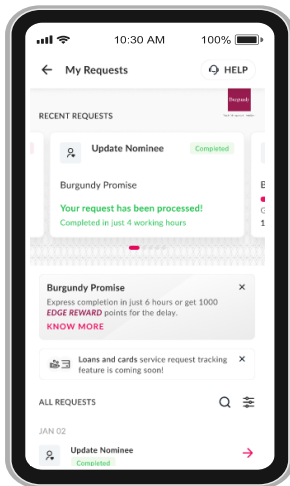 10:30 AM 100%
My Requests HELP
Burgundy
RECENT REQUESTS
Update Nominee Completed
Burgundy Promise B
Your request has been processed!
Completed in just 4 working hours
Burgundy Promise
Express completion in just 6 hours or get 1000
EDGE REWARD points for the delay.
KNOW MORE
Loans and cards service request tracking
feature is coming soon!
ALL REQUESTS
JAN 02
Update Nominee
Completed